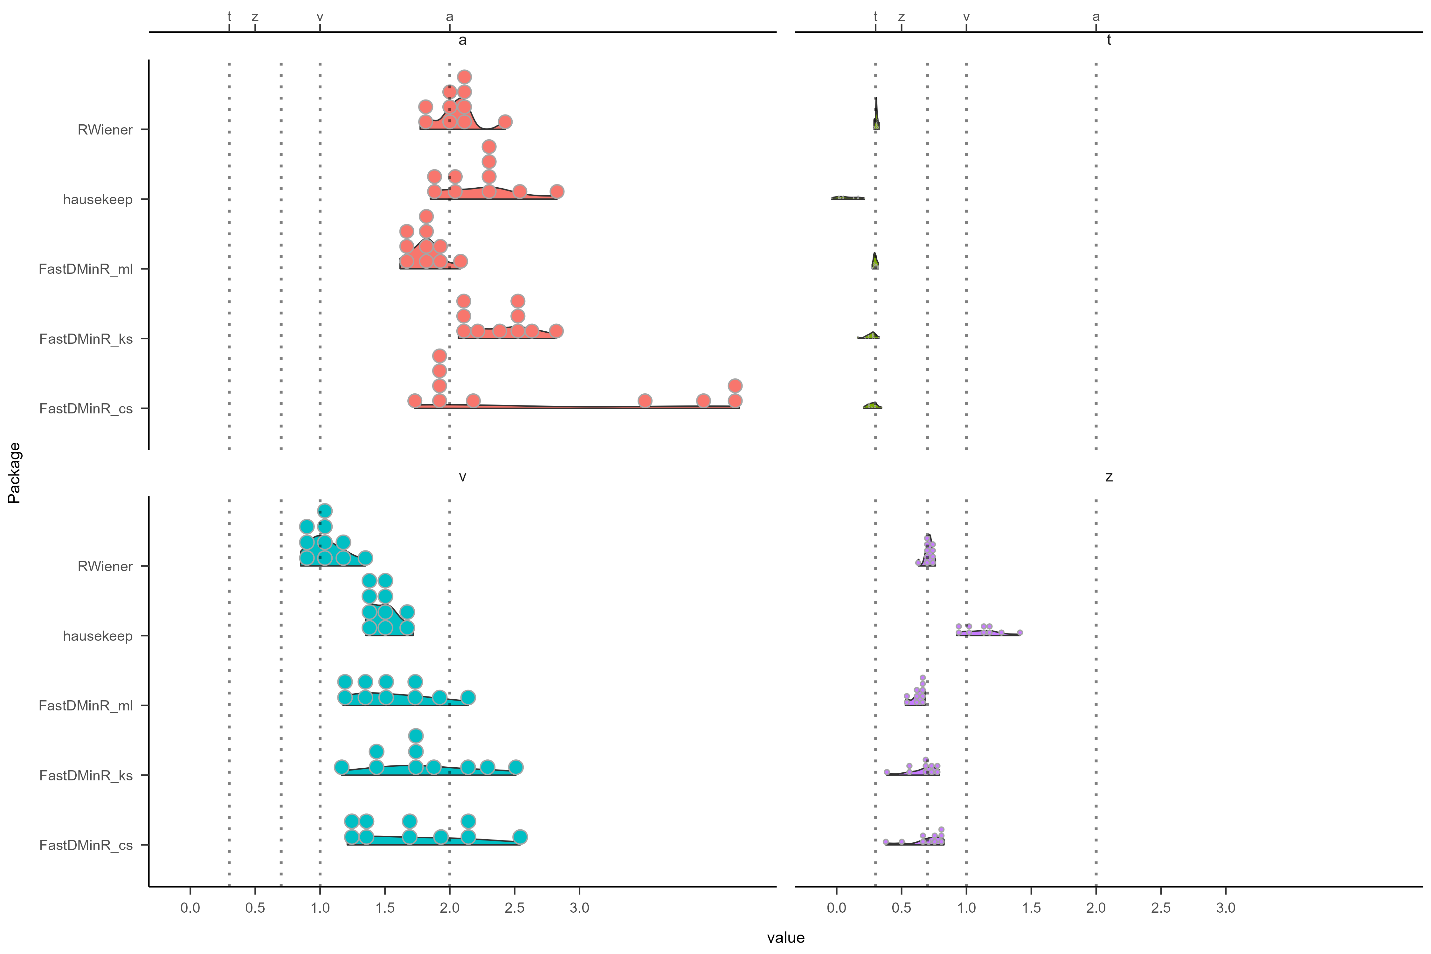 t z v a
t z v a
a
t
RWiener
hausekeep
FastDMinR_ml
FastDMinR_ks
FastDMinR_cs
Package
v
z
RWiener
hausekeep
FastDMinR_ml
FastDMinR_ks
FastDMinR_cs
0.0 0.5 1.0 1.5 2.0 2.5 3.0
0.0 0.5 1.0 1.5 2.0 2.5 3.0
value